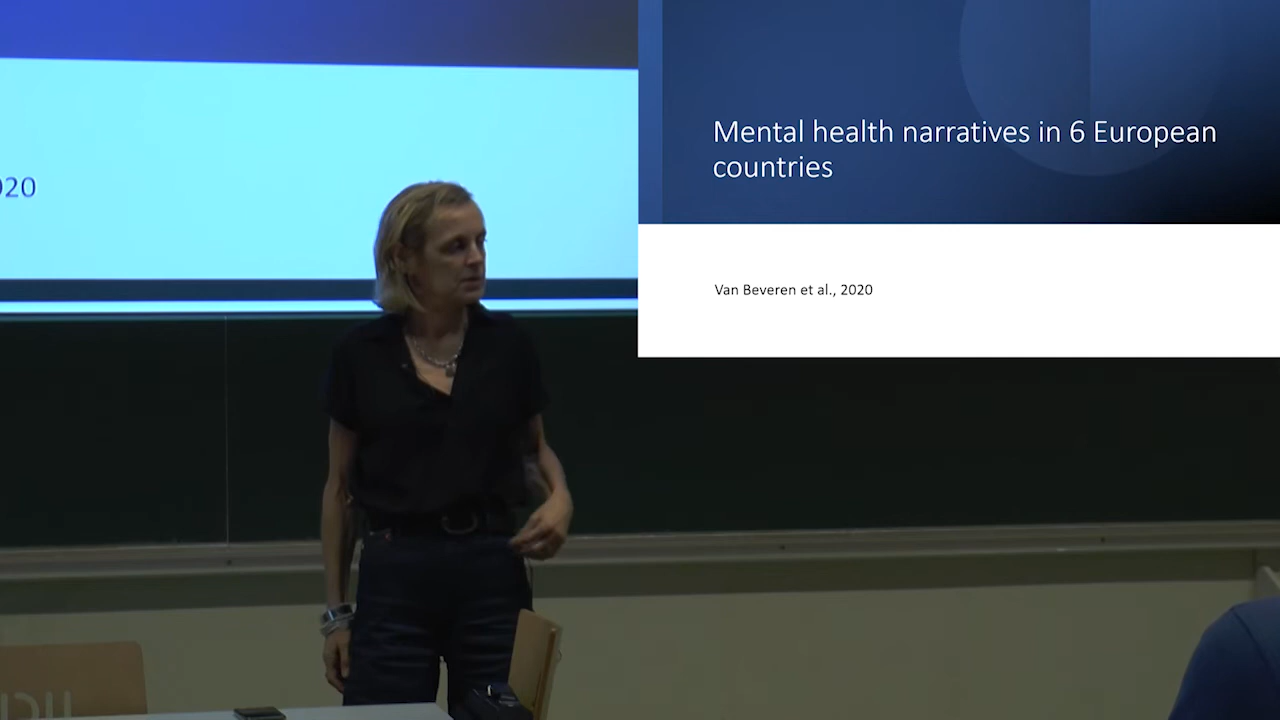 020
Mental health narratives in 6 European
countries
Van Beveren et al., 2020